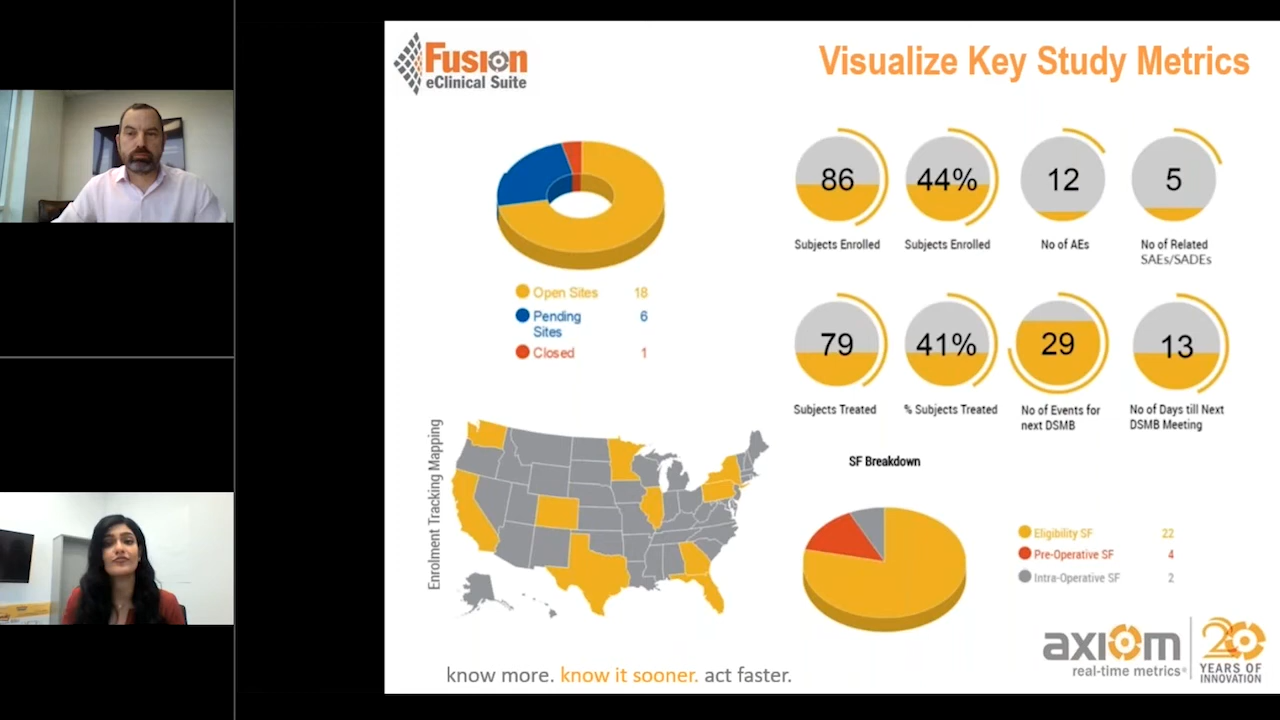 Fusion
eClinical Suite
Visualize Key Study Metrics
Open Sites 18
Pending
Sites 6
Closed 1
86
Subjects Enrolled
44%
Subjects Enrolled
12
No of AEs
5
No of Related
SAEs/SADEs
79
Subjects Treated
41%
% Subjects Treated
29
No of Events for
next DSMB
13
No of Days till Next
DSMB Meeting
Enrolment Tracking Mapping
SF Breakdown
Eligibility SF 22
Pre-Operative SF 4
Intra-Operative SF 2
know more. know it sooner. act faster.
axiom
real-time metrics®
20
YEARS OF
INNOVATION